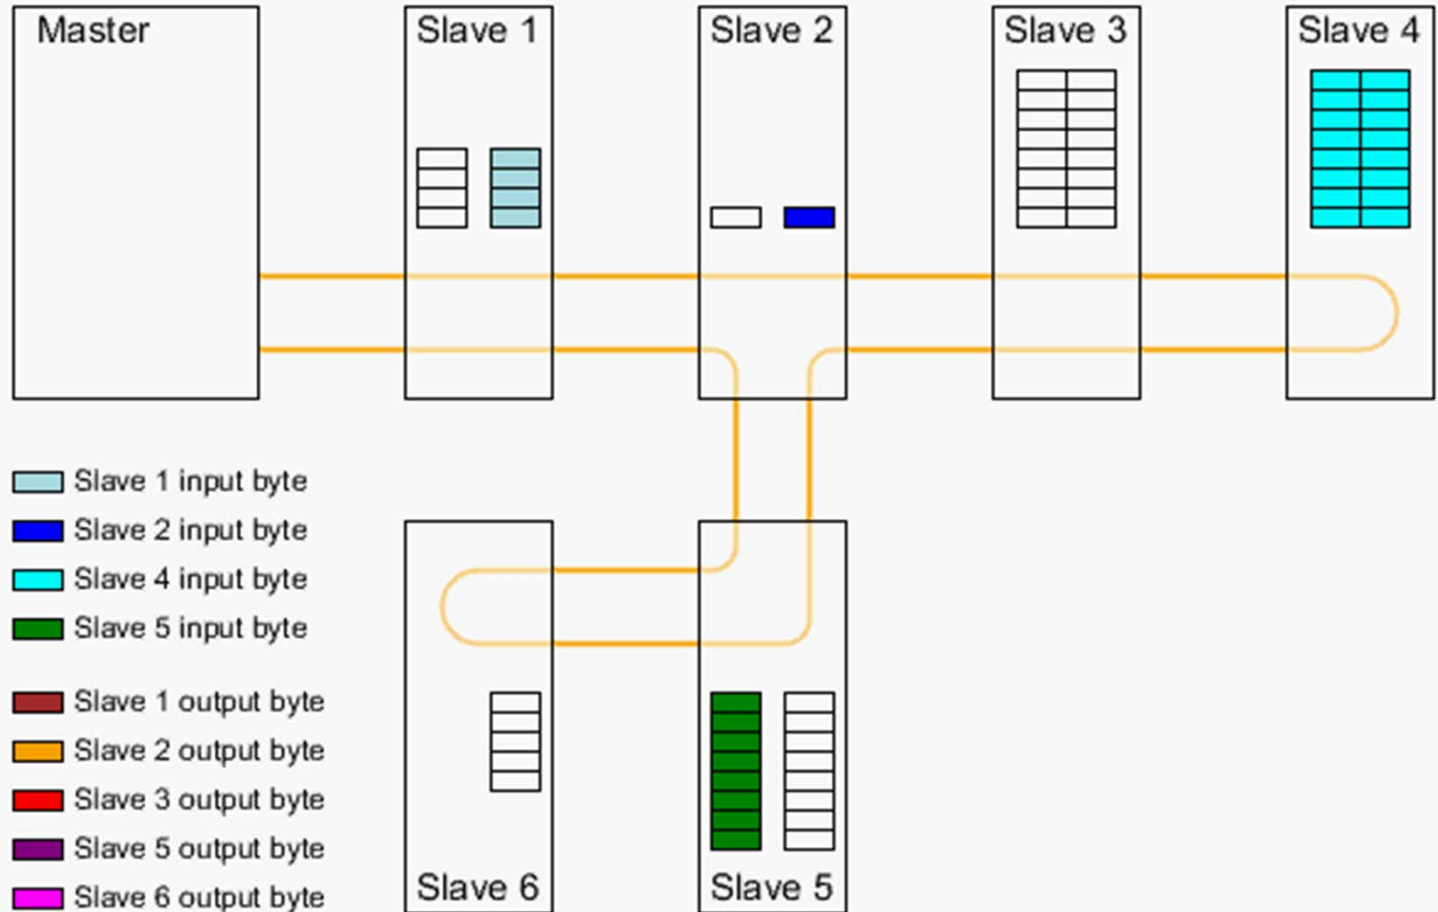 Master
Slave 1
Slave 2
Slave 3
Slave 4
Slave 1 input byte
Slave 2 input byte
Slave 4 input byte
Slave 5 input byte
Slave 1 output byte
Slave 2 output byte
Slave 3 output byte
Slave 5 output byte
Slave 6 output byte
Slave 6
Slave 5